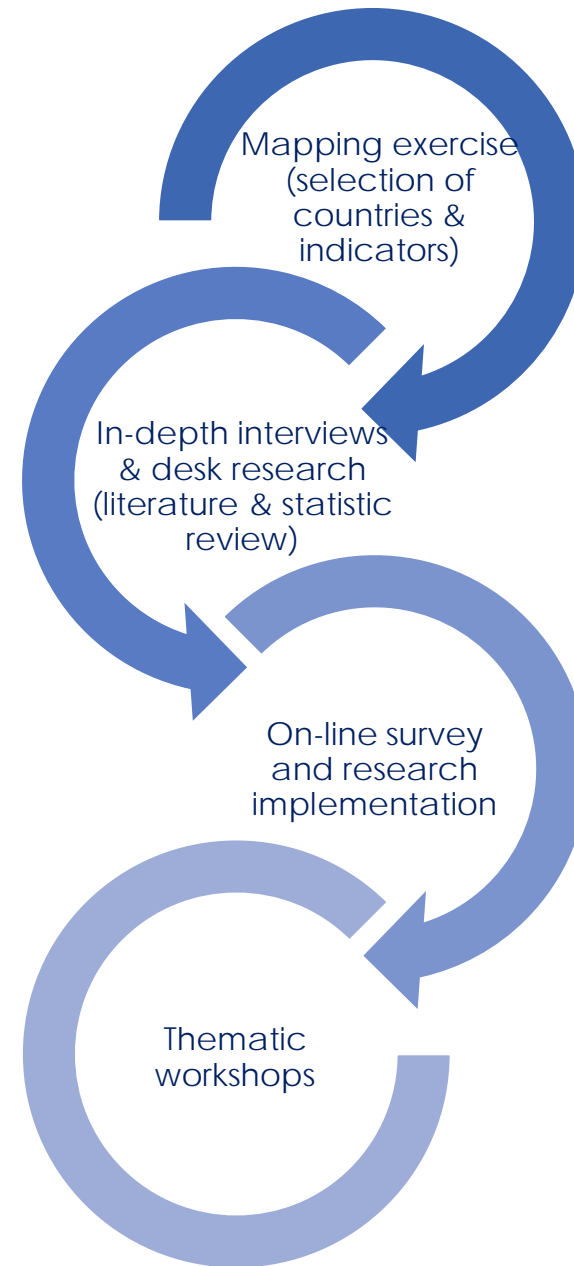 Mapping exercise
(selection of
countries &
indicators)
In-depth interviews
& desk research
(literature & statistic
review)
On-line survey
and research
implementation
Thematic
workshops